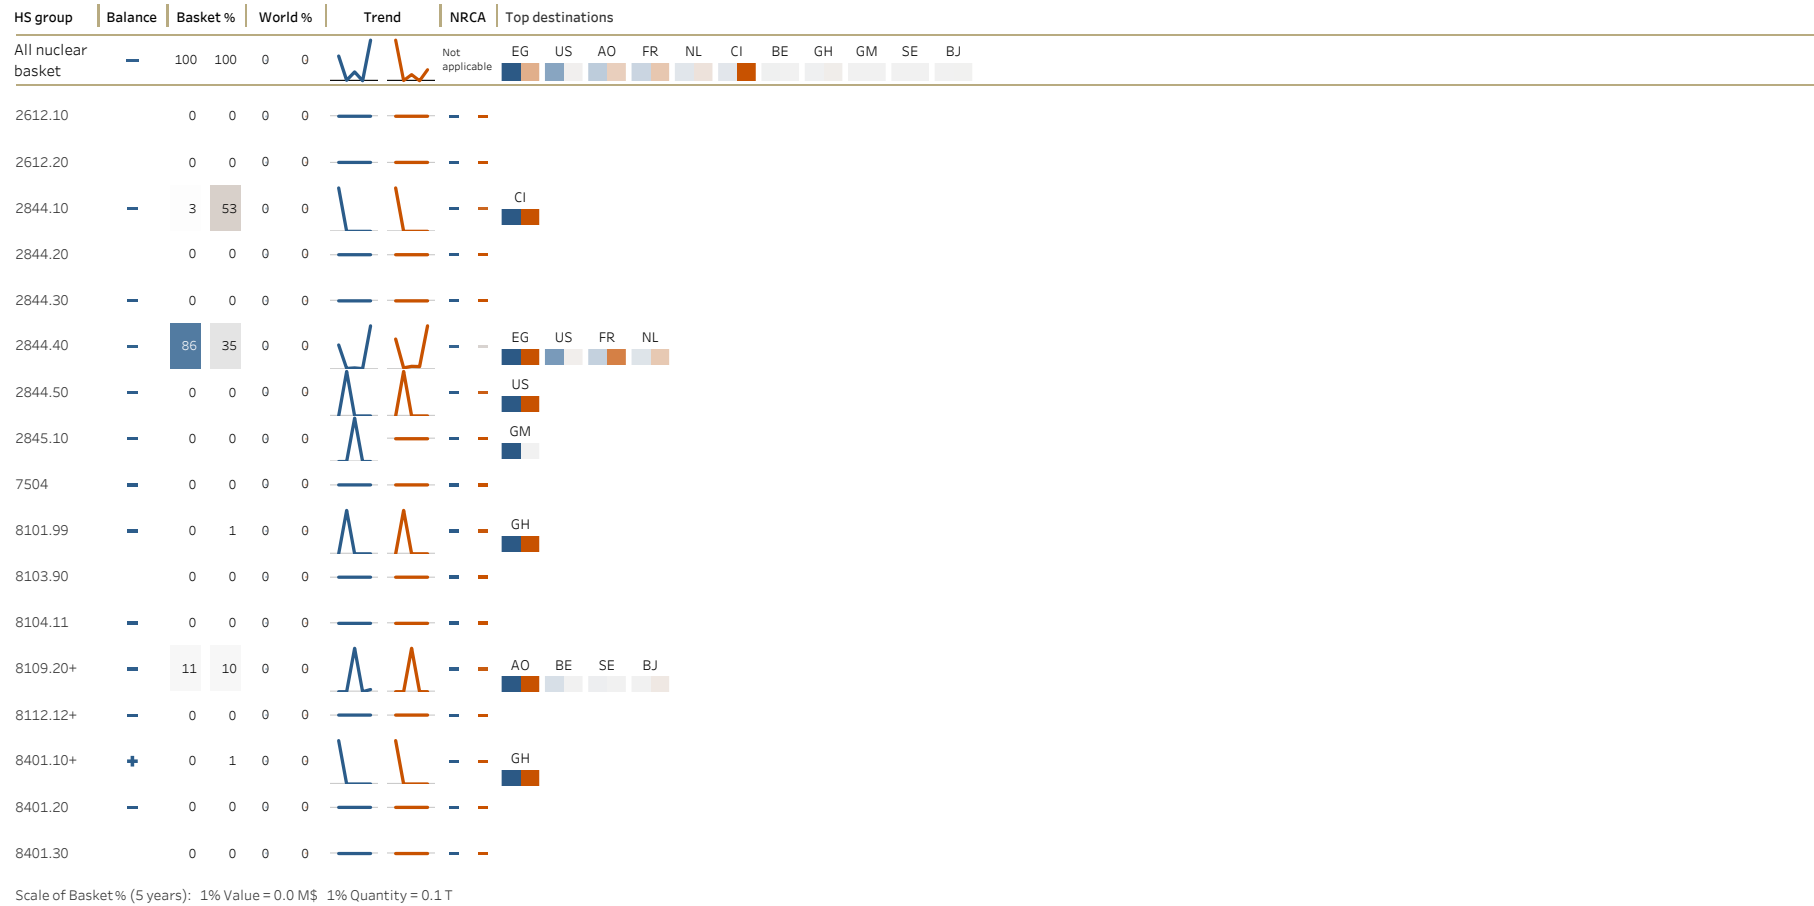 HS group Balance Basket % World % Trend NRCA Top destinations
All nuclear basket 100 100 0 0 Not applicable EG US AO FR NL CI BE GH GM SE BJ
2612.10 0 0 0 0
2612.20 0 0 0 0
2844.10 3 53 0 0 CI
2844.20 0 0 0 0
2844.30 0 0 0 0
2844.40 86 35 0 0 EG US FR NL
2844.50 0 0 0 0 US
2845.10 0 0 0 0 GM
7504 0 0 0 0
8101.99 0 1 0 0 GH
8103.90 0 0 0 0
8104.11 0 0 0 0
8109.20+ 11 10 0 0 AO BE SE BJ
8112.12+ 0 0 0 0
8401.10+ 0 1 0 0 GH
8401.20 0 0 0 0
8401.30 0 0 0 0
Scale of Basket% (5 years): 1% Value = 0.0 M$ 1% Quantity = 0.1 T